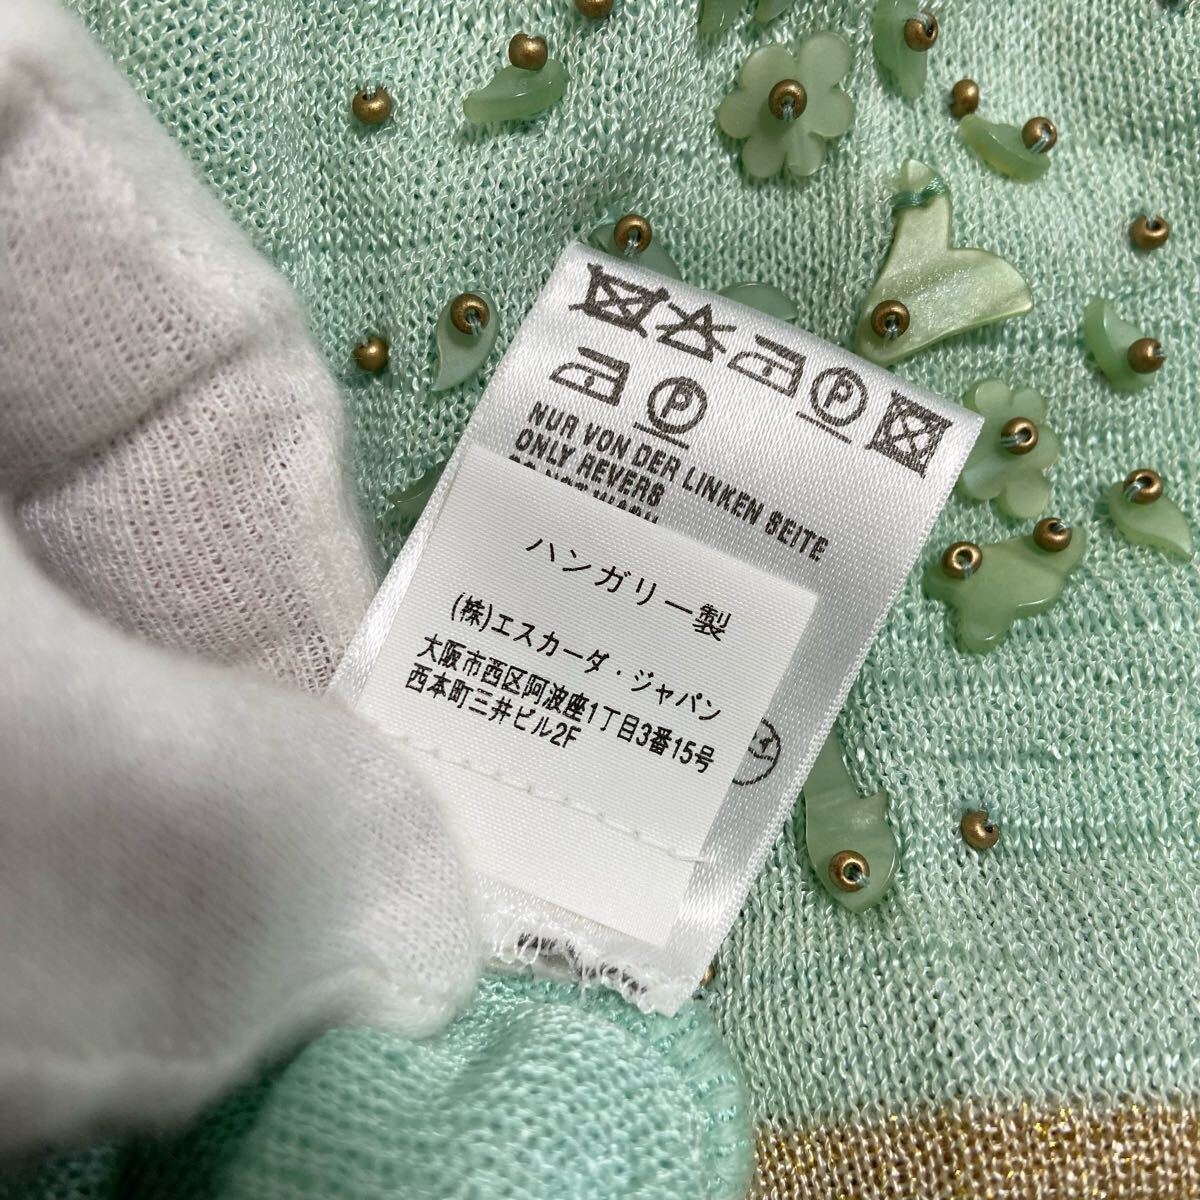 P
P
NUR VON DER LINKEN SEITE
ONLY REVERS
ハンガリー製
(株)エスカーダ・ジャパン
大阪市西区阿波座1丁目3番15号
西本町三井ビル2F